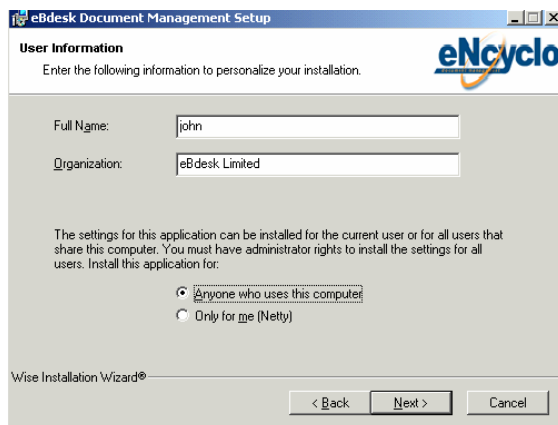 eBdesk Document Management Setup
User Information
Enter the following information to personalize your installation.
eNcyclo
Full Name:
john
Organization:
eBdesk Limited
The settings for this application can be installed for the current user or for all users that
share this computer. You must have administrator rights to install the settings for all
users. Install this application for:
Anyone who uses this computer
Only for me (Netty)
Wise Installation Wizard®
< Back
Next >
Cancel